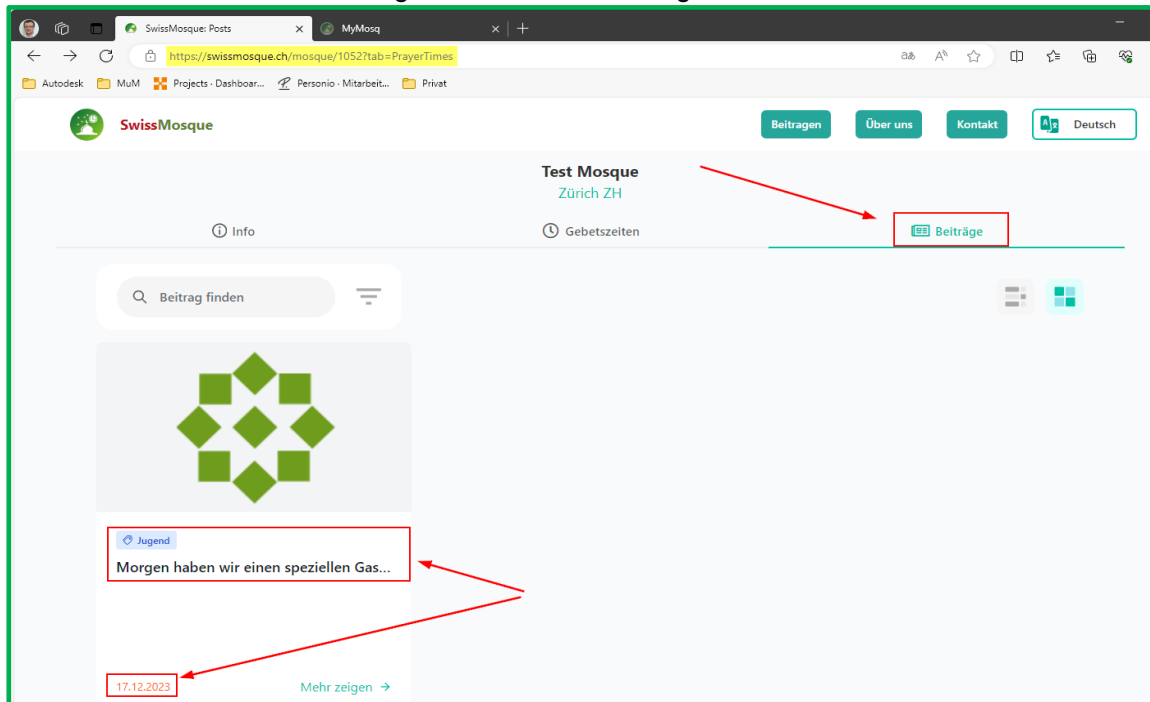 SwissMosque: Posts
MyMosq
https://swissmosque.ch/mosque/1052?tab=PrayerTimes
Autodesk MuM Projects · Dashboar... Personio · Mitarbeit... Privat
SwissMosque
Beitragen Über uns Kontakt Deutsch
Test Mosque
Zürich ZH
Info Gebetszeiten Beiträge
Beitrag finden
Jugend
Morgen haben wir einen speziellen Gas...
17.12.2023 Mehr zeigen →